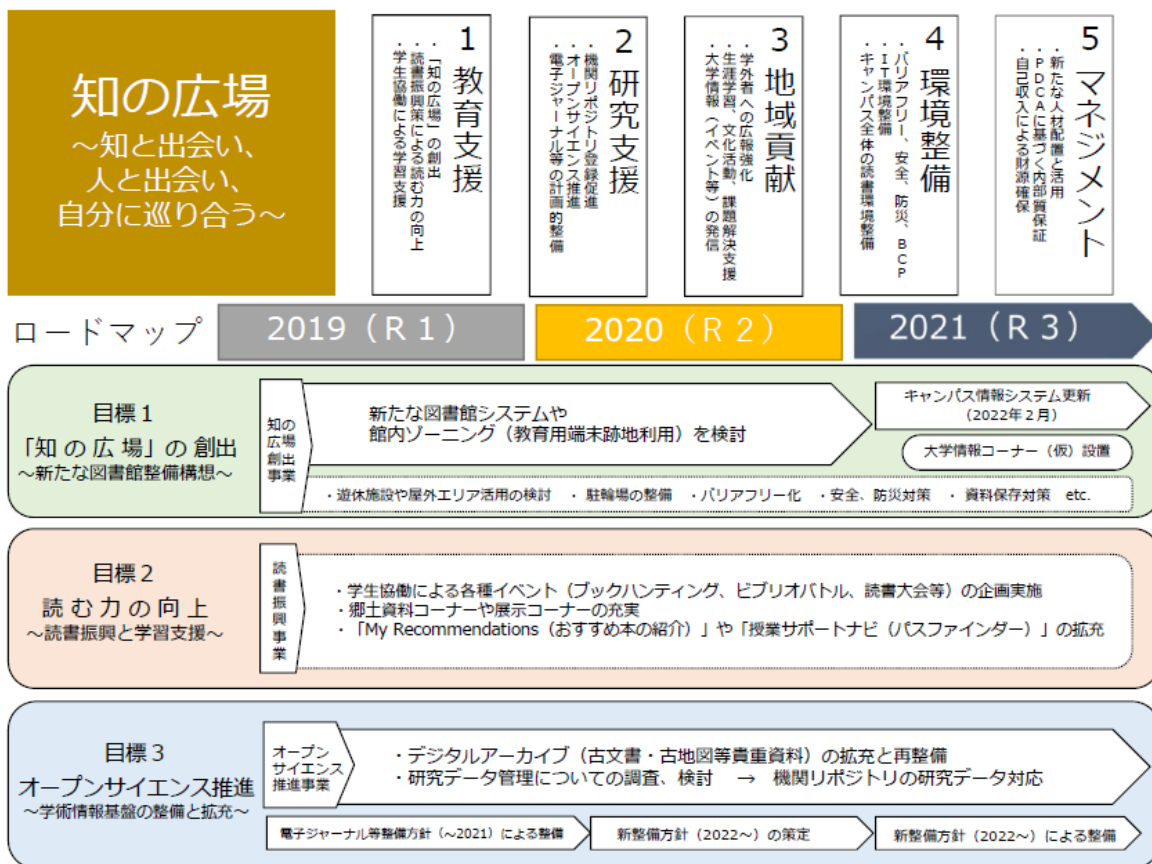 知の広場
～知と出会い、
人と出会い、
自分に巡り合う～
1 教育支援
・「知の広場」の創出
・読書振興策による読む力の向上
・学生協働による学習支援
2 研究支援
・機関リポジトリ登録促進
・オープンサイエンス推進
・電子ジャーナル等の計画的整備
3 地域貢献
・学外者への広報強化
・生涯学習、文化活動、課題解決支援
・大学情報（イベント等）の発信
4 環境整備
・バリアフリー、安全、防災、BCP
・IT環境整備
・キャンパス全体の読書環境整備
5 マネジメント
・新たな人材配置と活用
・PDCAに基づく内部質保証
・自己収入による財源確保
ロードマップ
2019（R1）
2020（R2）
2021（R3）
目標１
「知の広場」の創出
～新たな図書館整備構想～
知の
広場
創出
事業
新たな図書館システムや
館内ゾーニング（教育用端末跡地利用）を検討
キャンパス情報システム更新
（2022年２月）
大学情報コーナー（仮）設置
・遊休施設や屋外エリア活用の検討　・駐輪場の整備　・バリアフリー化　・安全、防災対策　・資料保存対策　etc.
目標２
読む力の向上
～読書振興と学習支援～
読書振興事業
・学生協働による各種イベント（ブックハンティング、ビブリオバトル、読書大会等）の企画実施
・郷土資料コーナーや展示コーナーの充実
・「My Recommendations（おすすめ本の紹介）」や「授業サポートナビ（パスファインダー）」の拡充
目標３
オープンサイエンス推進
～学術情報基盤の整備と拡充～
オープン
サイエンス
推進事業
・デジタルアーカイブ（古文書・古地図等貴重資料）の拡充と再整備
・研究データ管理についての調査、検討　→　機関リポジトリの研究データ対応
電子ジャーナル等整備方針（～2021）による整備
新整備方針（2022～）の策定
新整備方針（2022～）による整備